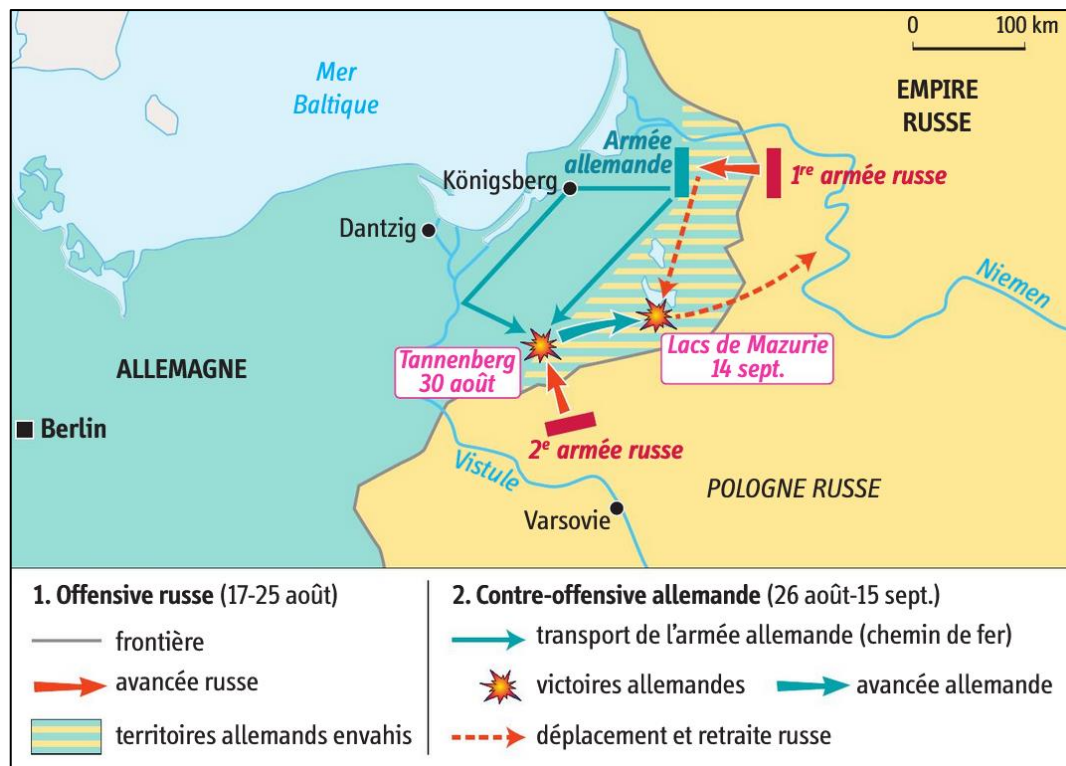 0 100 km
Mer
Baltique
EMPIRE
RUSSE
Armée
allemande
1re armée russe
Königsberg
Dantzig
Niemen
Tannenberg
30 août
Lacs de Mazurie
14 sept.
ALLEMAGNE
Berlin
2e armée russe
Vistule
POLOGNE RUSSE
Varsovie
1. Offensive russe (17-25 août)
frontière
avancée russe
territoires allemands envahis
2. Contre-offensive allemande (26 août-15 sept.)
transport de l'armée allemande (chemin de fer)
victoires allemandes
avancée allemande
déplacement et retraite russe